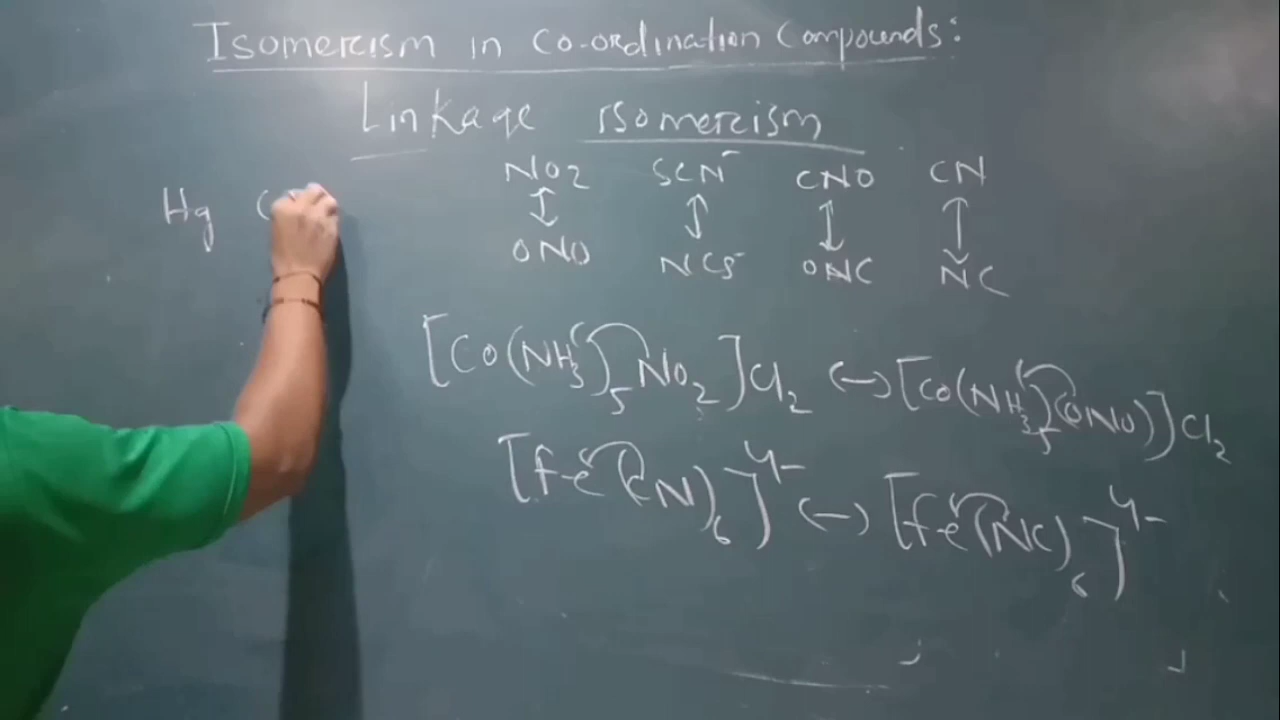 Isomerism in co-ordination compounds:
Linkage isomerism
NO2 SCN⁻ CNO CN
↕ ↕ ↕ ↕
ONO NCS⁻ ONC NC
Hg (
[Co(NH3)5NO2]Cl2 ↔ [Co(NH3)5(ONO)]Cl2
[Fe(CN)6]4- ↔ [Fe(NC)6]4-